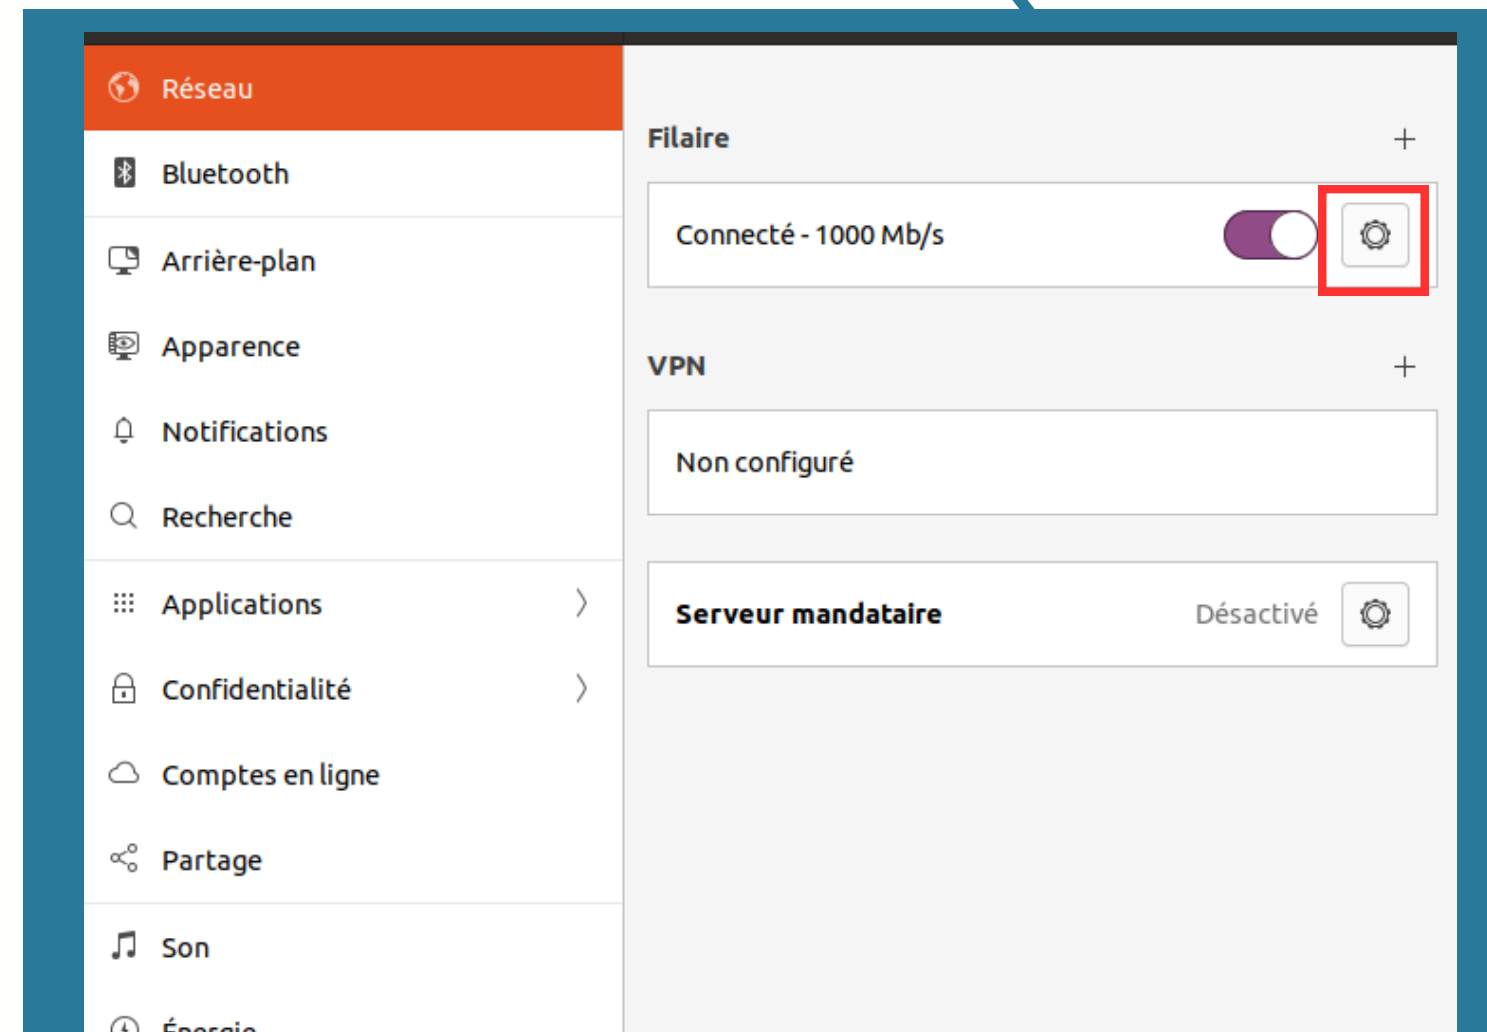 Réseau
Bluetooth
Arrière-plan
Apparence
Notifications
Recherche
Applications
Confidentialité
Comptes en ligne
Partage
Son
Énergie
Filaire
Connecté - 1000 Mb/s
VPN
Non configuré
Serveur mandataire Désactivé